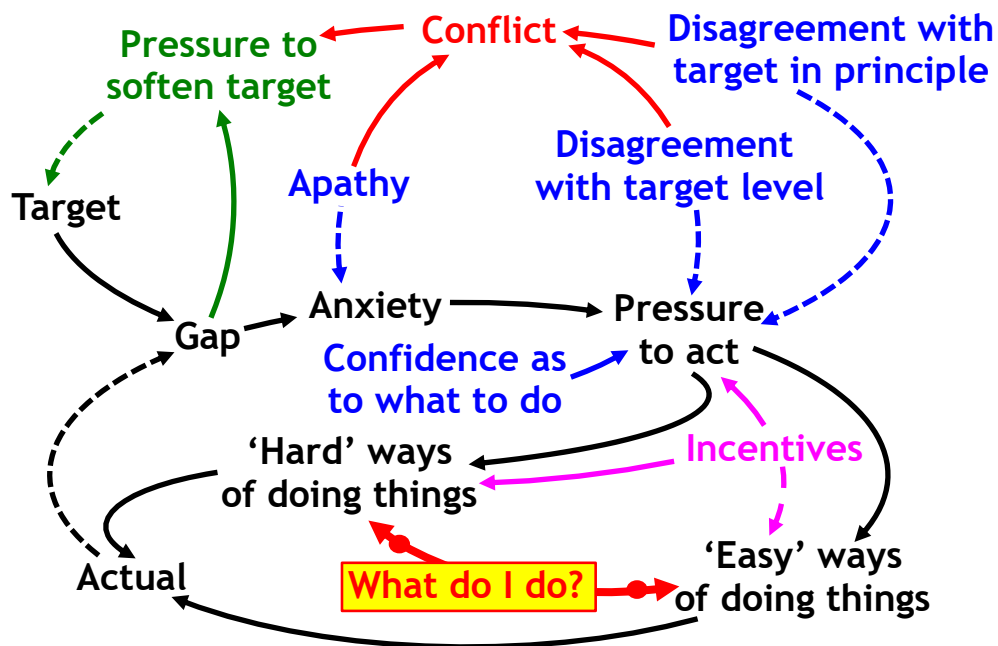 Pressure to
soften target
Conflict
Disagreement with
target in principle
Disagreement
with target level
Apathy
Target
Anxiety
Pressure
to act
Gap
Confidence as
to what to do
‘Hard’ ways
of doing things
Incentives
‘Easy’ ways
of doing things
Actual
What do I do?